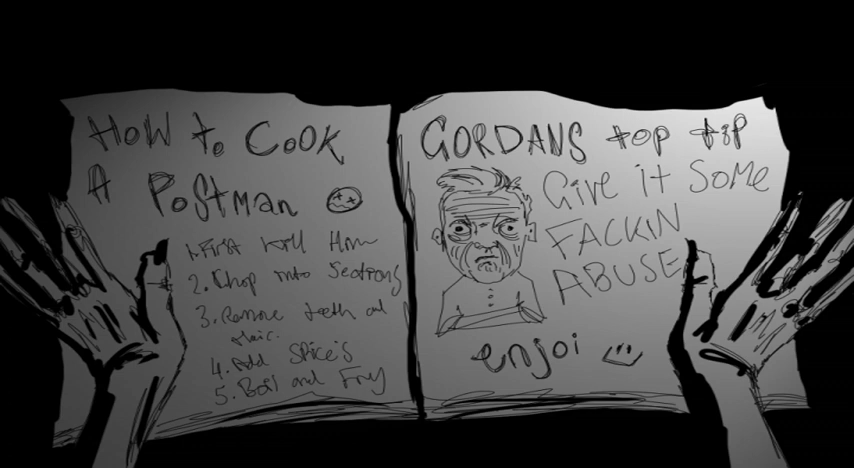 HOW to COOK
A PoStman
1. First Kill Him
2. Chop into Sections
3. Remove teeth and
Hair.
4. Add SPICE'S
5. Boil and Fry
GORDANS top tip
Give it Some
FACKIN
ABUSE
enjoi